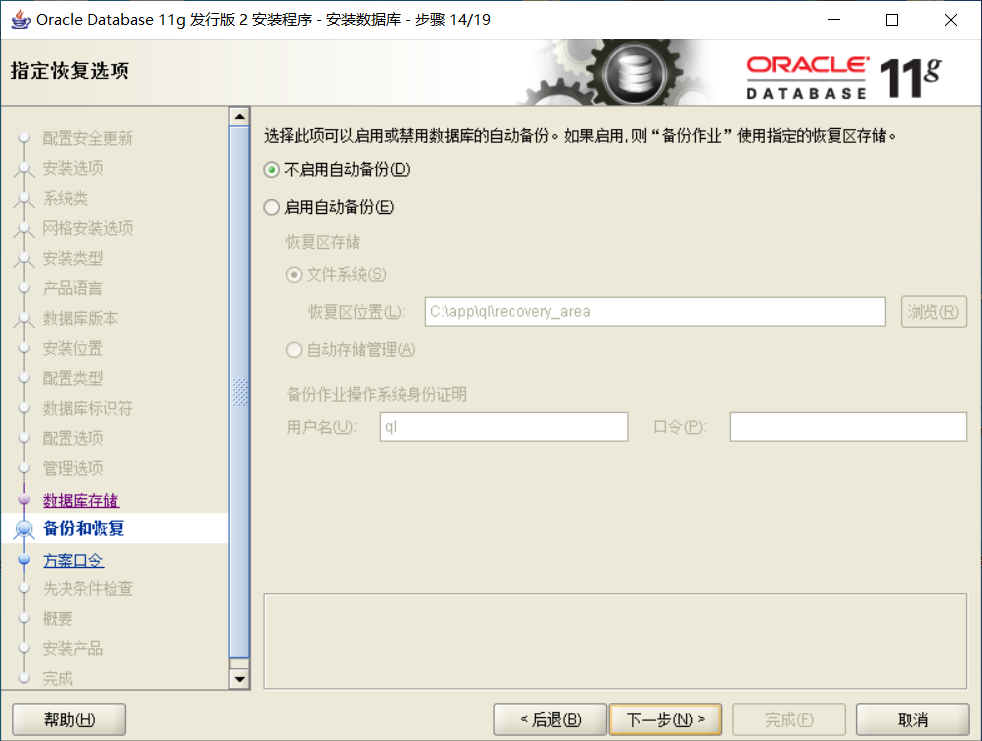 Oracle Database 11g 发行版 2 安装程序 - 安装数据库 - 步骤 14/19
指定恢复选项
ORACLE 11g
DATABASE
配置安全更新
安装选项
系统类
网格安装选项
安装类型
产品语言
数据库版本
安装位置
配置类型
数据库标识符
配置选项
管理选项
数据库存储
备份和恢复
方案口令
先决条件检查
概要
安装产品
完成
选择此项可以启用或禁用数据库的自动备份。如果启用,则“备份作业”使用指定的恢复区存储。
不启用自动备份(D)
启用自动备份(E)
恢复区存储
文件系统(S)
恢复区位置(L): C:\app\ql\recovery_area 浏览(R)
自动存储管理(A)
备份作业操作系统身份证明
用户名(U): ql 口令(P):
帮助(H) < 后退(B) 下一步(N) > 完成(F) 取消